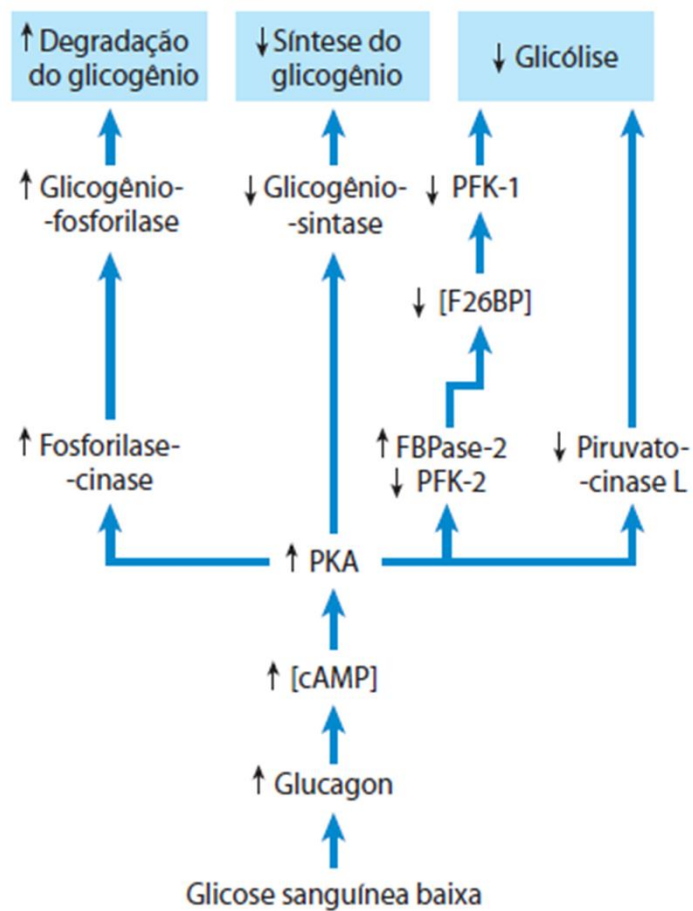 ↑ Degradação
do glicogênio
↓ Síntese do
glicogênio
↓ Glicólise
↑ Glicogênio-
-fosforilase
↓ Glicogênio-
-sintase
↓ PFK-1
↓ [F26BP]
↑ Fosforilase-
-cinase
↑ FBPase-2
↓ PFK-2
↓ Piruvato-
-cinase L
↑ PKA
↑ [cAMP]
↑ Glucagon
Glicose sanguínea baixa